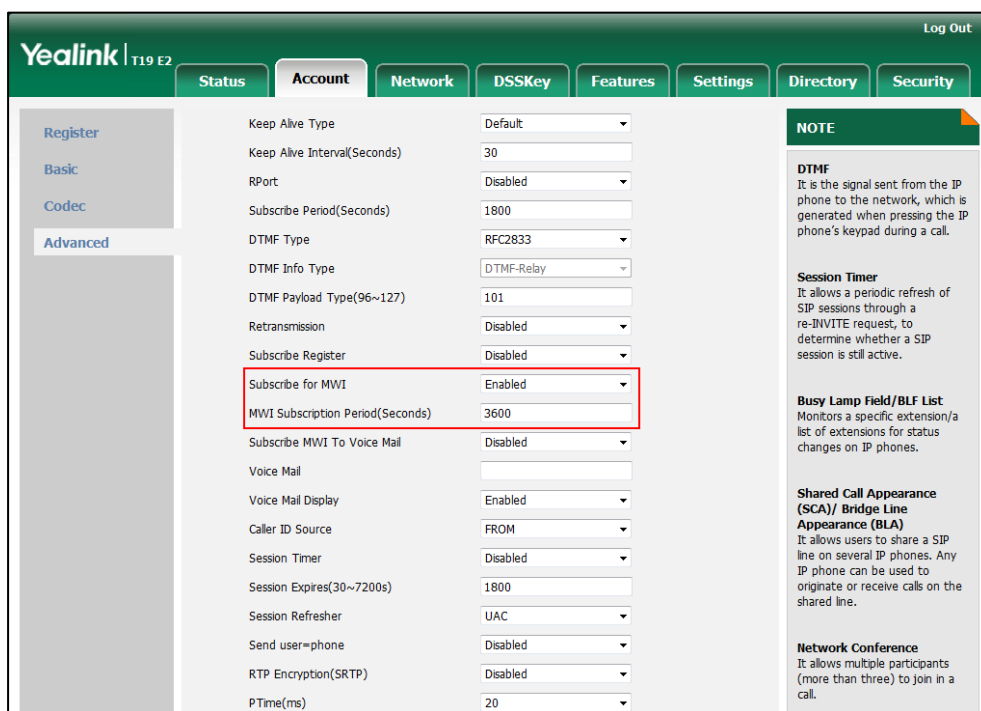 Log Out
Yealink T19 E2
Status Account Network DSSKey Features Settings Directory Security
Register
Basic
Codec
Advanced
Keep Alive Type Default
Keep Alive Interval(Seconds) 30
RPort Disabled
Subscribe Period(Seconds) 1800
DTMF Type RFC2833
DTMF Info Type DTMF-Relay
DTMF Payload Type(96~127) 101
Retransmission Disabled
Subscribe Register Disabled
Subscribe for MWI Enabled
MWI Subscription Period(Seconds) 3600
Subscribe MWI To Voice Mail Disabled
Voice Mail
Voice Mail Display Enabled
Caller ID Source FROM
Session Timer Disabled
Session Expires(30~7200s) 1800
Session Refresher UAC
Send user=phone Disabled
RTP Encryption(SRTP) Disabled
PTime(ms) 20
NOTE
DTMF
It is the signal sent from the IP
phone to the network, which is
generated when pressing the IP
phone's keypad during a call.
Session Timer
It allows a periodic refresh of
SIP sessions through a
re-INVITE request, to
determine whether a SIP
session is still active.
Busy Lamp Field/BLF List
Monitors a specific extension/a
list of extensions for status
changes on IP phones.
Shared Call Appearance
(SCA)/ Bridge Line
Appearance (BLA)
It allows users to share a SIP
line on several IP phones. Any
IP phone can be used to
originate or receive calls on the
shared line.
Network Conference
It allows multiple participants
(more than three) to join in a
call.